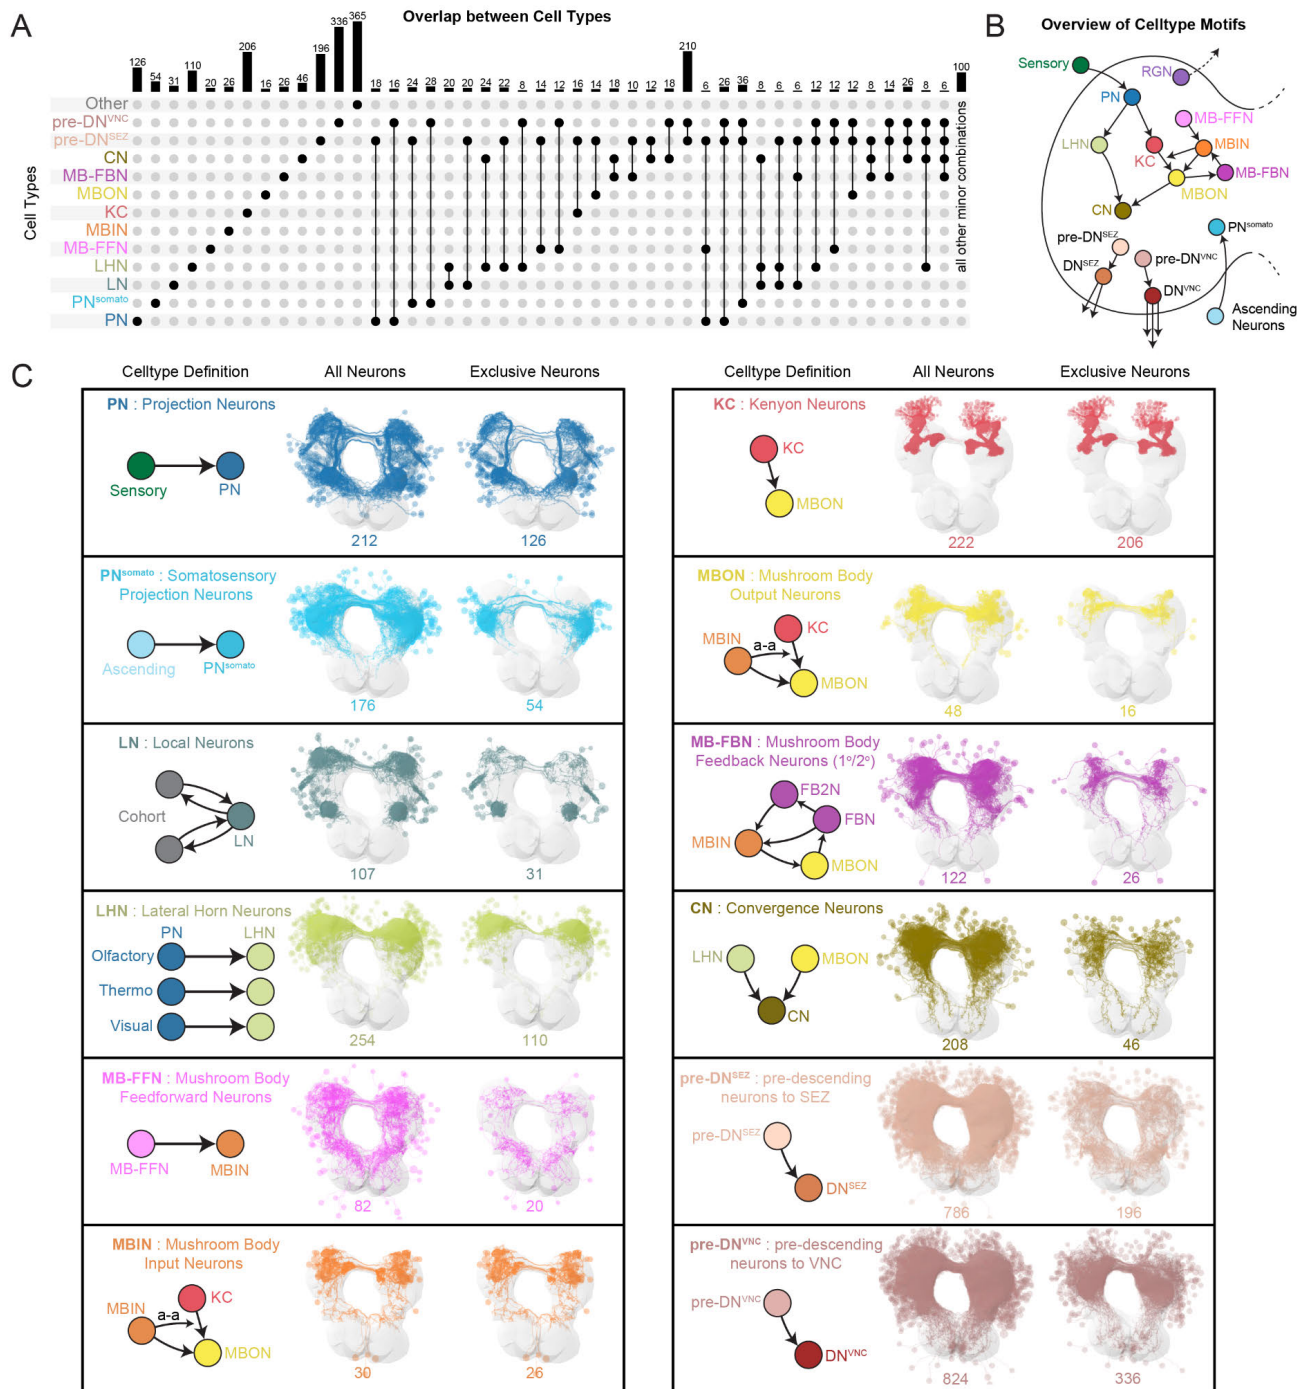 A
Overlap between Cell Types
126 54 31 110 206 20 26 16 26 46 196 336 365 18 16 24 28 20 20 24 22 8 14 12 16 14 18 10 12 18 210 6 26 36 8 6 6 12 12 12 8 14 26 8 6 100
Cell Types
Other
pre-DNVNC
pre-DNSEZ
CN
MB-FBN
MBON
KC
MBIN
MB-FFN
LHN
LN
PNsomato
PN
all other minor combinations
B
Overview of Celltype Motifs
Sensory
RGN
PN
MB-FFN
LHN
KC
MBIN
MB-FBN
MBON
CN
PNsomato
pre-DNSEZ
pre-DNVNC
DNSEZ
DNVNC
Ascending
Neurons
C
Celltype Definition All Neurons Exclusive Neurons
PN : Projection Neurons
Sensory PN
212 126
PNsomato : Somatosensory
Projection Neurons
Ascending PNsomato
176 54
LN : Local Neurons
Cohort
LN
107 31
LHN : Lateral Horn Neurons
PN LHN
Olfactory
Thermo
Visual
254 110
MB-FFN : Mushroom Body
Feedforward Neurons
MB-FFN MBIN
82 20
MBIN : Mushroom Body
Input Neurons
KC
MBIN
a-a
MBON
30 26
Celltype Definition All Neurons Exclusive Neurons
KC : Kenyon Neurons
KC
MBON
222 206
MBON : Mushroom Body
Output Neurons
KC
MBIN
a-a
MBON
48 16
MB-FBN : Mushroom Body
Feedback Neurons (1°/2°)
FB2N
FBN
MBIN
MBON
122 26
CN : Convergence Neurons
LHN MBON
CN
208 46
pre-DNSEZ : pre-descending
neurons to SEZ
pre-DNSEZ
DNSEZ
786 196
pre-DNVNC : pre-descending
neurons to VNC
pre-DNVNC
DNVNC
824 336